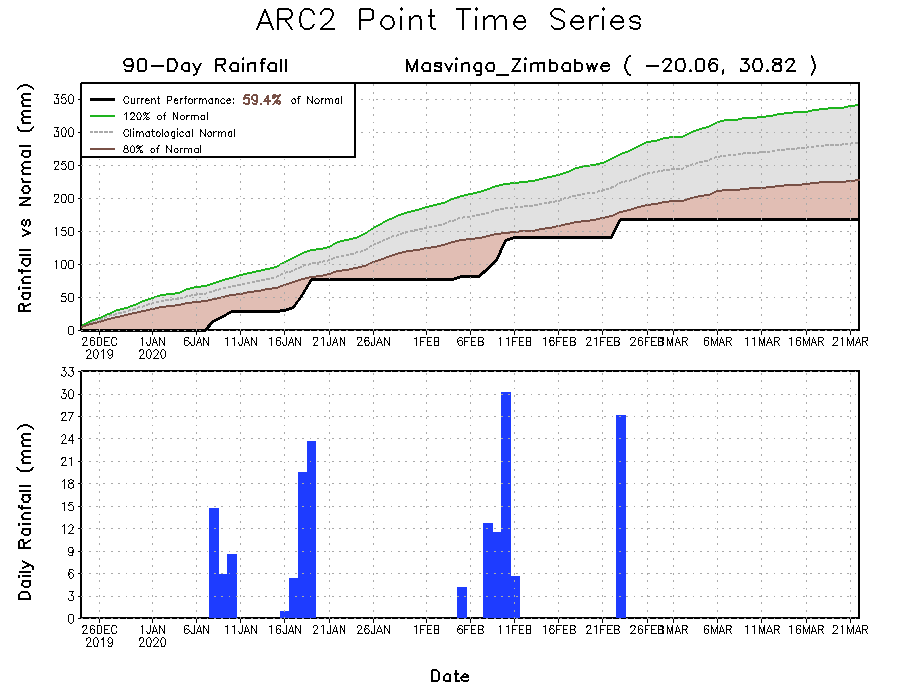 ARC2 Point Time Series
90-Day Rainfall
Masvingo_Zimbabwe ( -20.06, 30.82 )
Rainfall vs Normal (mm)
Current Performance: 59.4% of Normal
120% of Normal
Climatological Normal
80% of Normal
350
300
250
200
150
100
50
0
26DEC 1JAN 6JAN 11JAN 16JAN 21JAN 26JAN 1FEB 6FEB 11FEB 16FEB 21FEB 26FEB 1MAR 6MAR 11MAR 16MAR 21MAR
2019 2020
Daily Rainfall (mm)
33
30
27
24
21
18
15
12
9
6
3
0
26DEC 1JAN 6JAN 11JAN 16JAN 21JAN 26JAN 1FEB 6FEB 11FEB 16FEB 21FEB 26FEB 1MAR 6MAR 11MAR 16MAR 21MAR
2019 2020
Date